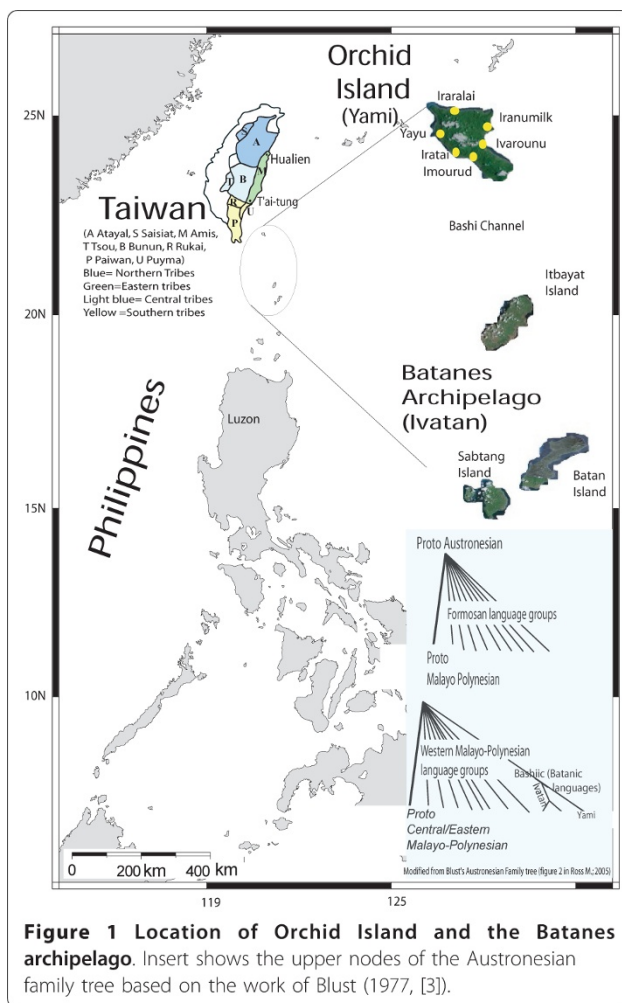 Orchid
Island
(Yami)
Iraralai
Iranumilk
Yayu
Ivarounu
Iratai
Imourud
25N
S
A
Hualien
M
T
B
R
T'ai-tung
U
P
Taiwan
(A Atayal, S Saisiat, M Amis,
T Tsou, B Bunun, R Rukai,
P Paiwan, U Puyma)
Blue= Northern Tribes
Green=Eastern tribes
Light blue= Central tribes
Yellow =Southern tribes
Bashi Channel
Itbayat
Island
20N
Batanes
Archipelago
(Ivatan)
Luzon
Philippines
Sabtang
Island
Batan
Island
15N
Proto Austronesian
Formosan language groups
Proto
Malayo Polynesian
10N
Western Malayo-Polynesian
language groups
Bashiic (Batanic
languages)
Ivatan
Yami
Proto
Central/Eastern
Malayo-Polynesian
Modified from Blust's Austronesian Family tree (figure 2 in Ross M.; 2005)
0 200 km 400 km
119 125
Figure 1 Location of Orchid Island and the Batanes
archipelago. Insert shows the upper nodes of the Austronesian
family tree based on the work of Blust (1977, [3]).